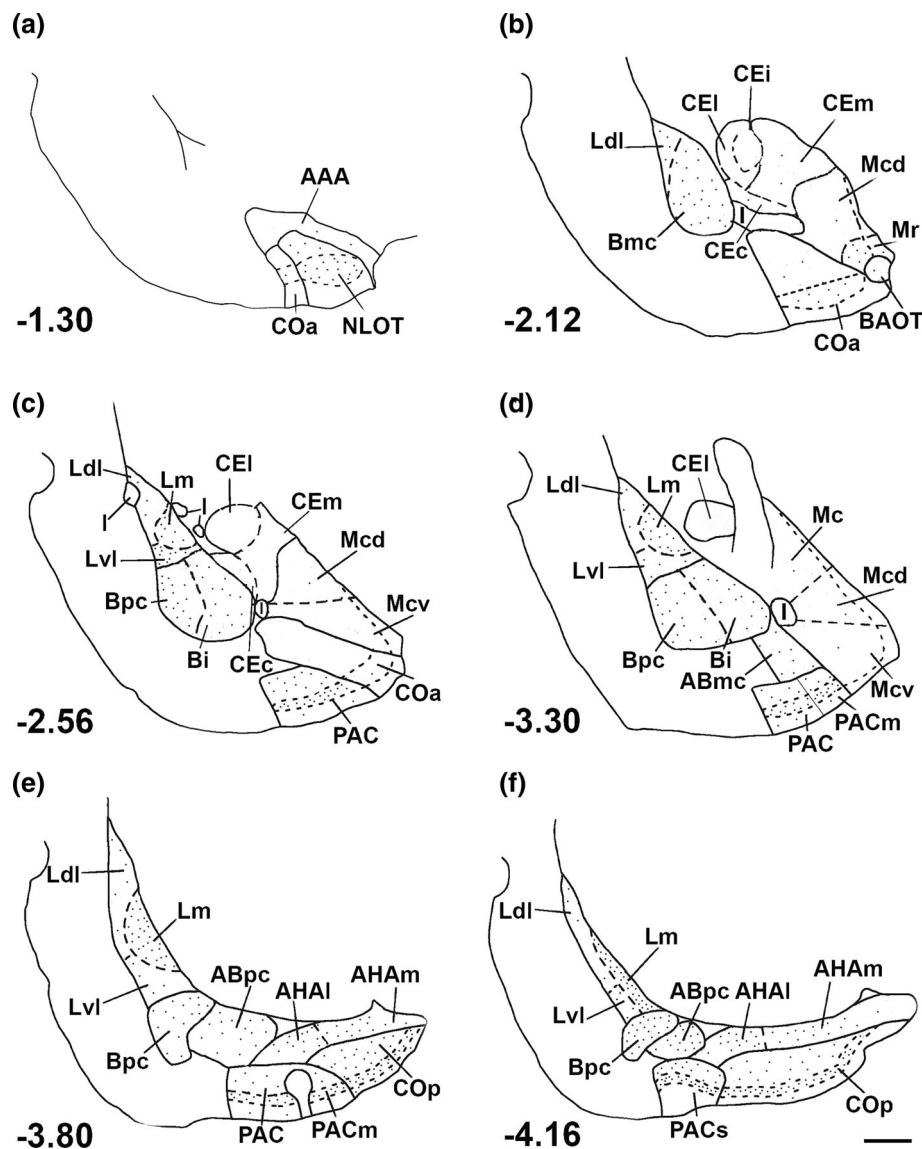 (a)
AAA
-1.30
COa NLOT
(b)
CEi
CEl CEm
Ldl Mcd
I
Bmc CEc Mr
-2.12 BAOT
COa
(c)
Ldl Lm CEl
I I CEm
Lvl Mcd
Bpc I Mcv
Bi CEc
COa
-2.56 PAC
(d)
CEl
Ldl Lm Mc
Lvl Mcd
I
Bpc Bi
ABmc Mcv
-3.30 PACm
PAC
(e)
Ldl
Lm
ABpc AHAm
Lvl AHAl
Bpc
COp
-3.80 PAC PACm
(f)
Ldl
Lm
AHAm
ABpc AHAl
Lvl
Bpc
COp
-4.16 PACs